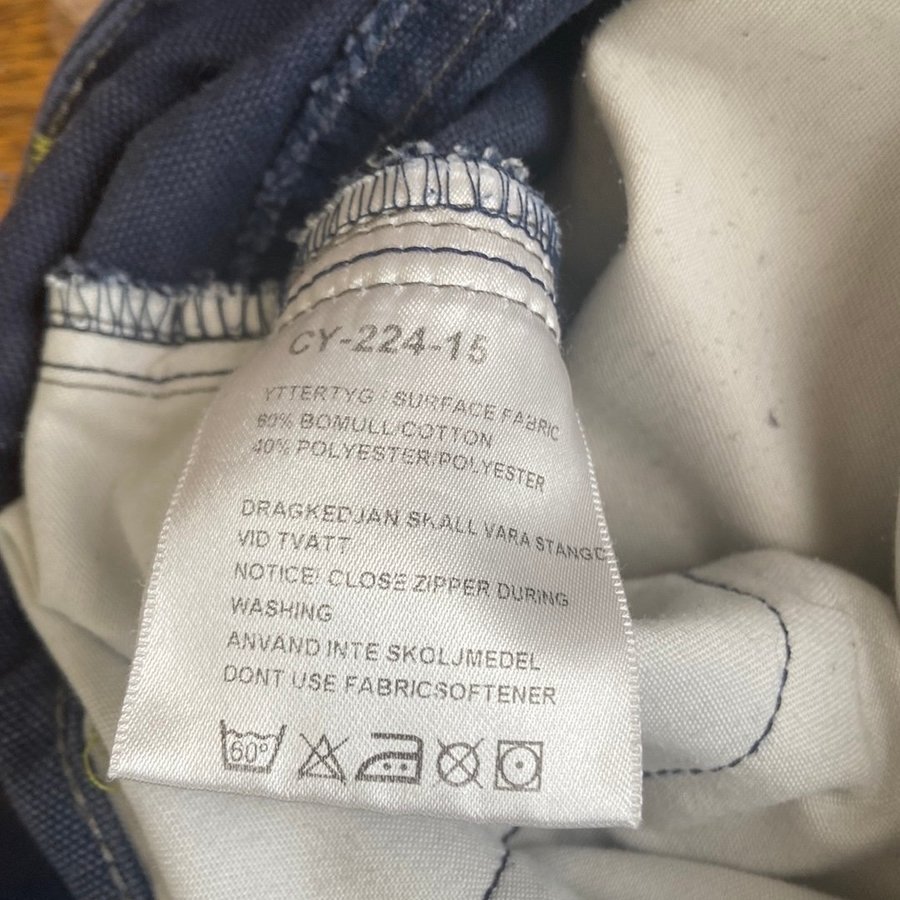 CY-224-15
YTTERTYG / SURFACE FABRIC
60% BOMULL/COTTON
40% POLYESTER/POLYESTER
DRAGKEDJAN SKALL VARA STANGD
VID TVATT
NOTICE! CLOSE ZIPPER DURING
WASHING
ANVAND INTE SKOLJMEDEL
DONT USE FABRICSOFTENER
60°